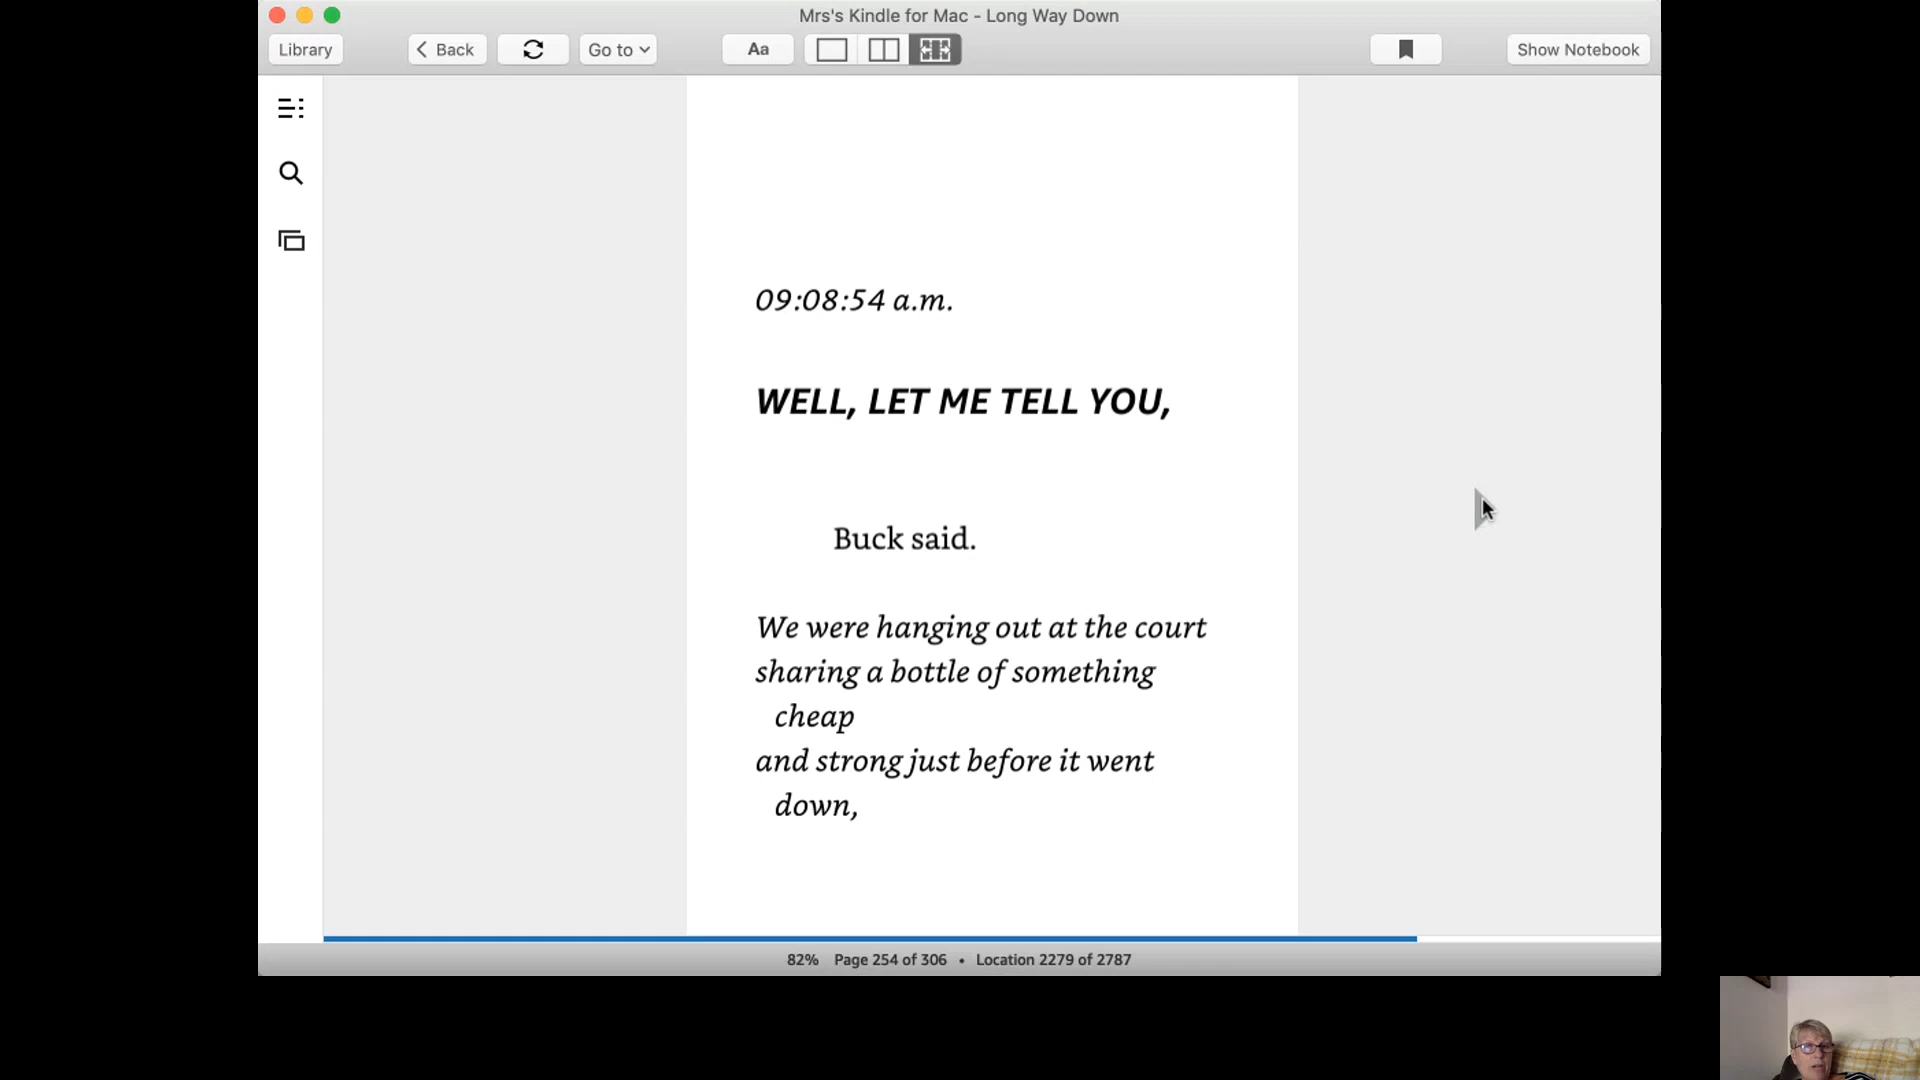 Mrs's Kindle for Mac - Long Way Down
Library
Back
Go to
Aa
Show Notebook
09:08:54 a.m.
WELL, LET ME TELL YOU,
Buck said.
We were hanging out at the court
sharing a bottle of something
cheap
and strong just before it went
down,
82% Page 254 of 306 • Location 2279 of 2787